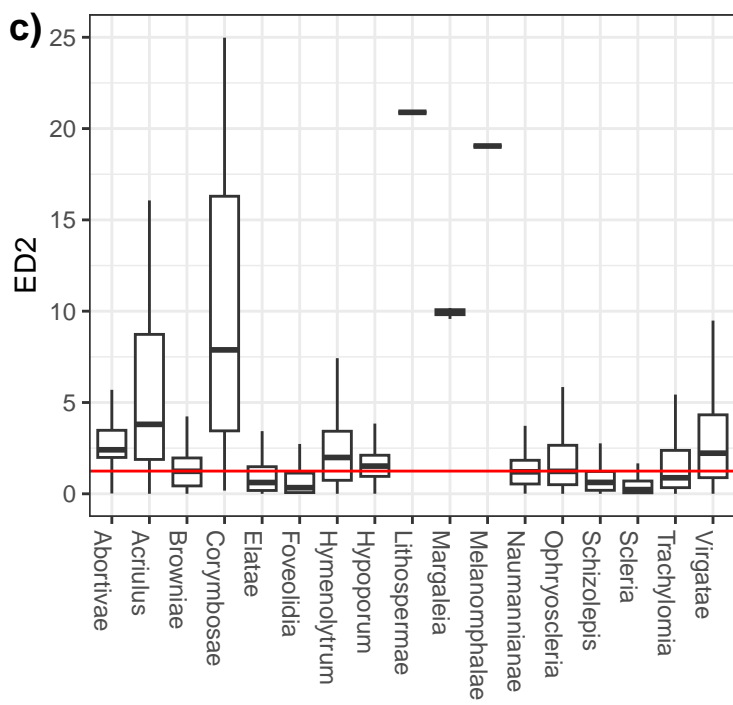 c)
25
20
15
10
5
0
ED2
Abortivae
Acriulus
Browniae
Corymbosae
Elatae
Foveolidia
Hymenolytrum
Hypoporum
Lithospermae
Margaleia
Melanomphalae
Naumannianae
Ophryoscleria
Schizolepis
Scleria
Trachylomia
Virgatae